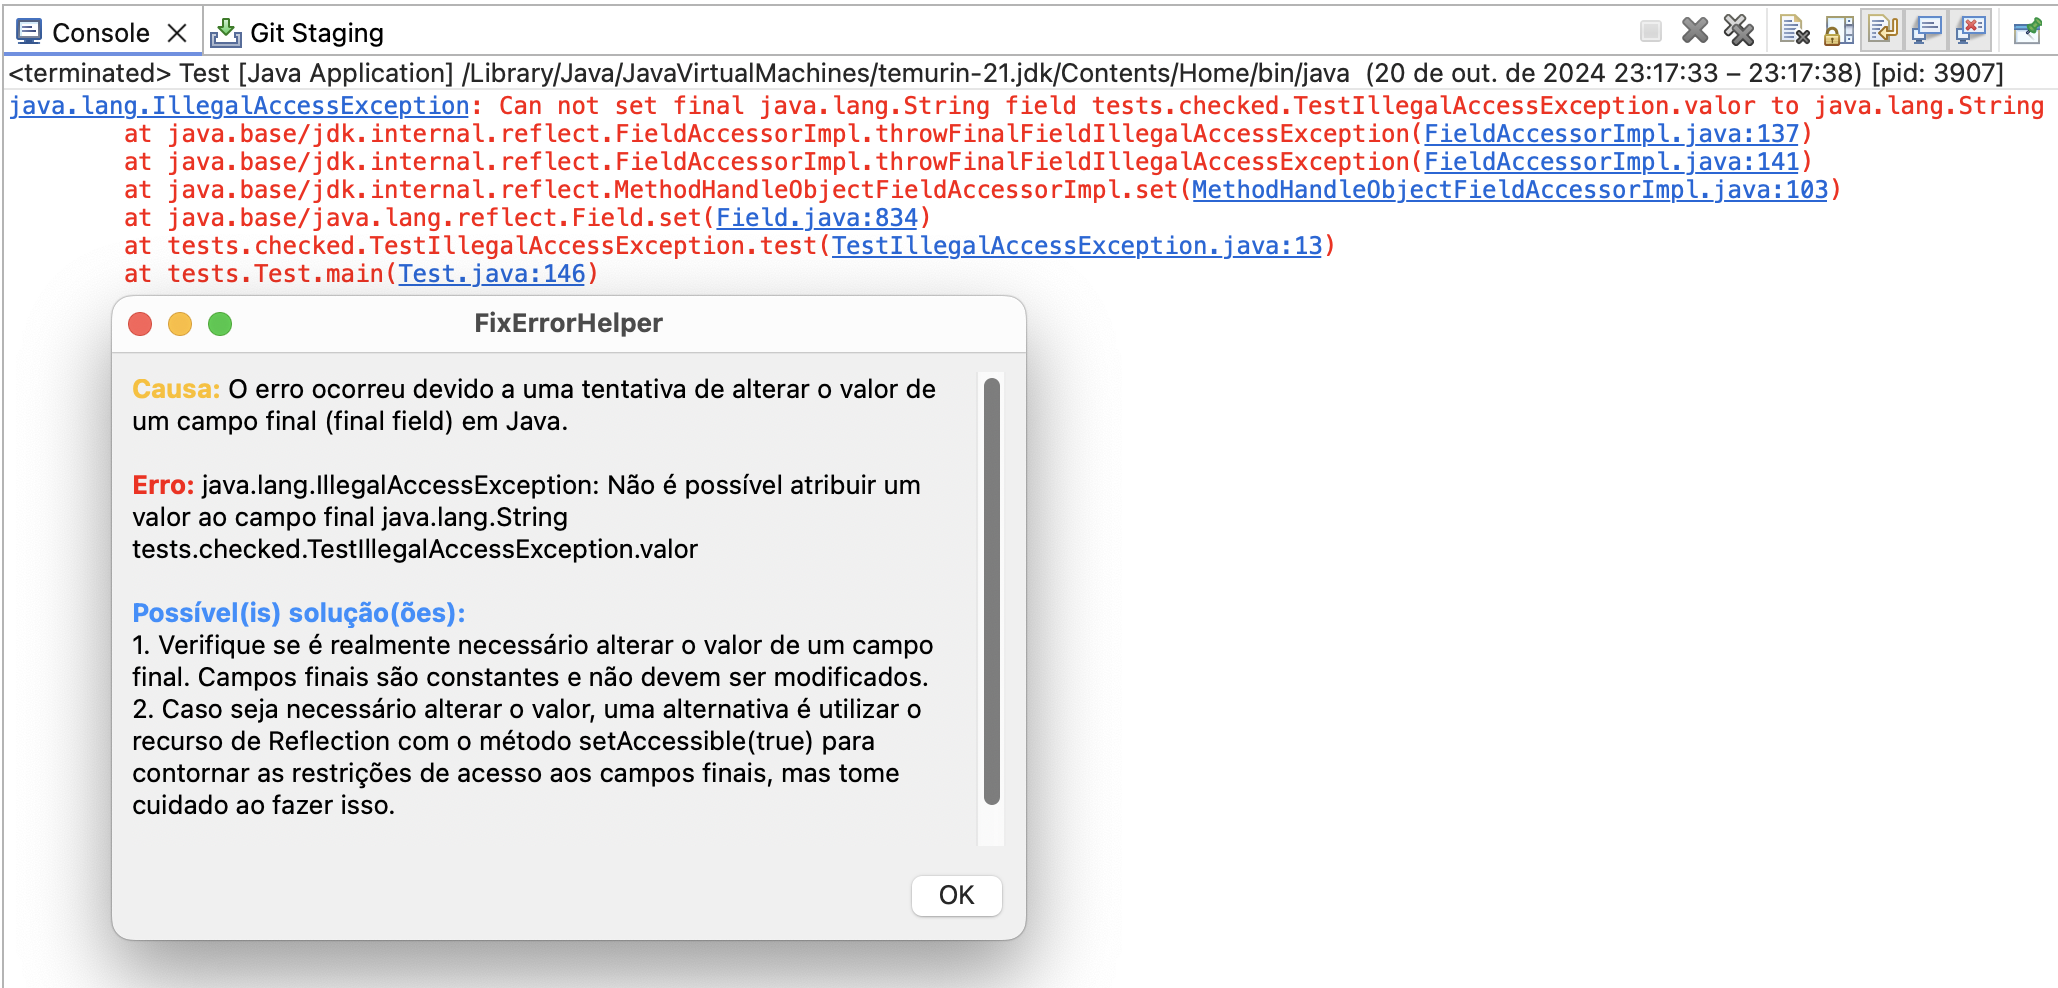 Console Git Staging
<terminated> Test [Java Application] /Library/Java/JavaVirtualMachines/temurin-21.jdk/Contents/Home/bin/java (20 de out. de 2024 23:17:33 – 23:17:38) [pid: 3907]
java.lang.IllegalAccessException: Can not set final java.lang.String field tests.checked.TestIllegalAccessException.valor to java.lang.String
at java.base/jdk.internal.reflect.FieldAccessorImpl.throwFinalFieldIllegalAccessException(FieldAccessorImpl.java:137)
at java.base/jdk.internal.reflect.FieldAccessorImpl.throwFinalFieldIllegalAccessException(FieldAccessorImpl.java:141)
at java.base/jdk.internal.reflect.MethodHandleObjectFieldAccessorImpl.set(MethodHandleObjectFieldAccessorImpl.java:103)
at java.base/java.lang.reflect.Field.set(Field.java:834)
at tests.checked.TestIllegalAccessException.test(TestIllegalAccessException.java:13)
at tests.Test.main(Test.java:146)
FixErrorHelper
Causa: O erro ocorreu devido a uma tentativa de alterar o valor de
um campo final (final field) em Java.
Erro: java.lang.IllegalAccessException: Não é possível atribuir um
valor ao campo final java.lang.String
tests.checked.TestIllegalAccessException.valor
Possível(is) solução(ões):
1. Verifique se é realmente necessário alterar o valor de um campo
final. Campos finais são constantes e não devem ser modificados.
2. Caso seja necessário alterar o valor, uma alternativa é utilizar o
recurso de Reflection com o método setAccessible(true) para
contornar as restrições de acesso aos campos finais, mas tome
cuidado ao fazer isso.
OK